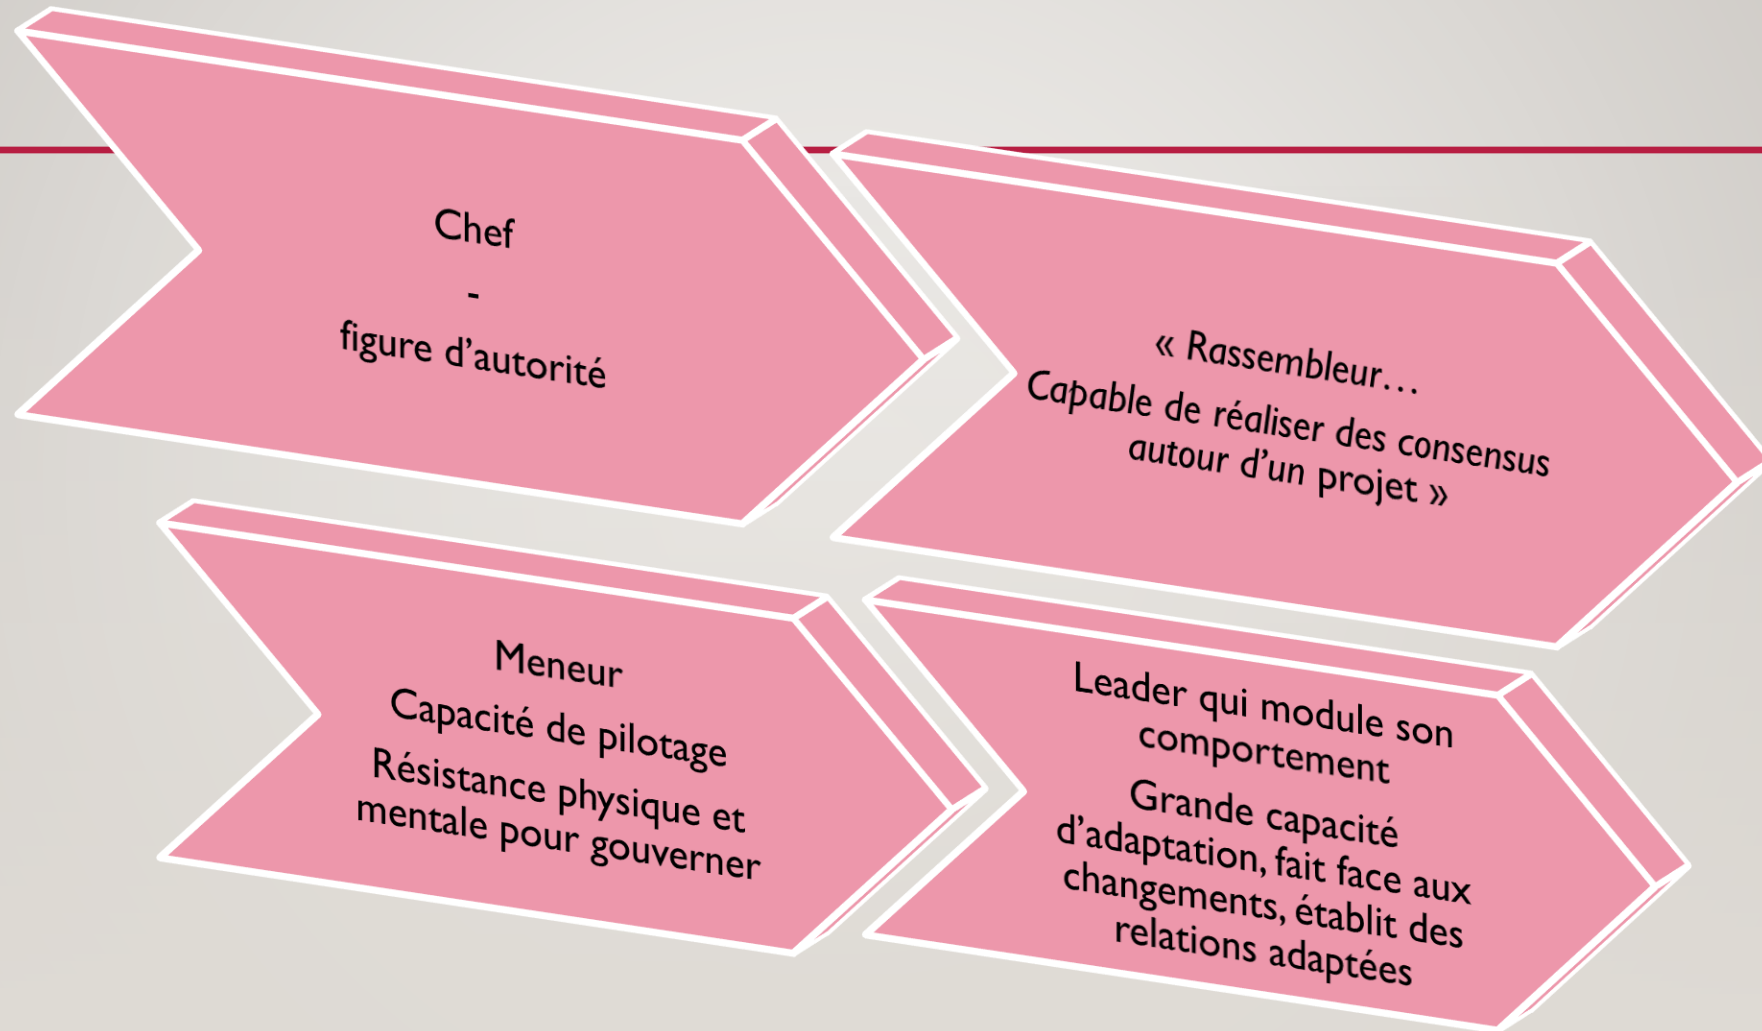 Chef
-
figure d’autorité
« Rassembleur…
Capable de réaliser des consensus
autour d’un projet »
Meneur
Capacité de pilotage
Résistance physique et
mentale pour gouverner
Leader qui module son
comportement
Grande capacité
d’adaptation, fait face aux
changements, établit des
relations adaptées